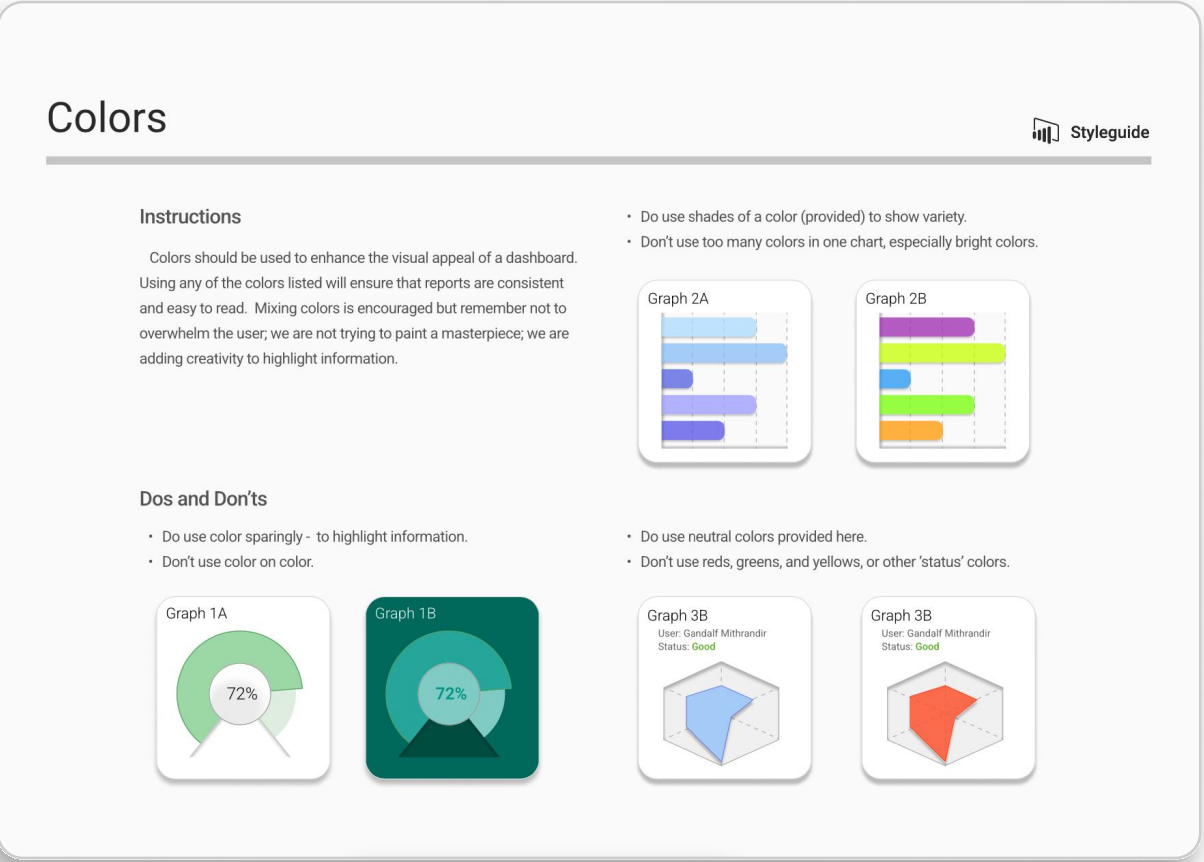 Colors
Styleguide
Instructions
Colors should be used to enhance the visual appeal of a dashboard.
Using any of the colors listed will ensure that reports are consistent
and easy to read.  Mixing colors is encouraged but remember not to
overwhelm the user; we are not trying to paint a masterpiece; we are
adding creativity to highlight information.
• Do use shades of a color (provided) to show variety.
• Don’t use too many colors in one chart, especially bright colors.
Graph 2A
Graph 2B
Dos and Don’ts
• Do use color sparingly -  to highlight information.
• Don’t use color on color.
Graph 1A
72%
Graph 1B
72%
• Do use neutral colors provided here.
• Don’t use reds, greens, and yellows, or other ‘status’ colors.
Graph 3B
User: Gandalf Mithrandir
Status: Good
Graph 3B
User: Gandalf Mithrandir
Status: Good